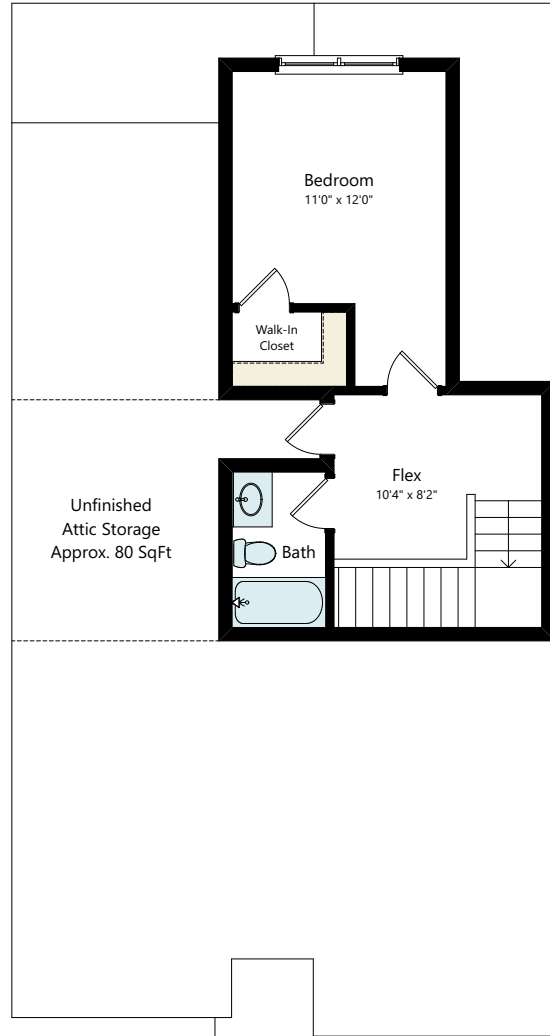 Bedroom
11'0" x 12'0"
Walk-In
Closet
Flex
10'4" x 8'2"
Unfinished
Attic Storage
Approx. 80 SqFt
Bath